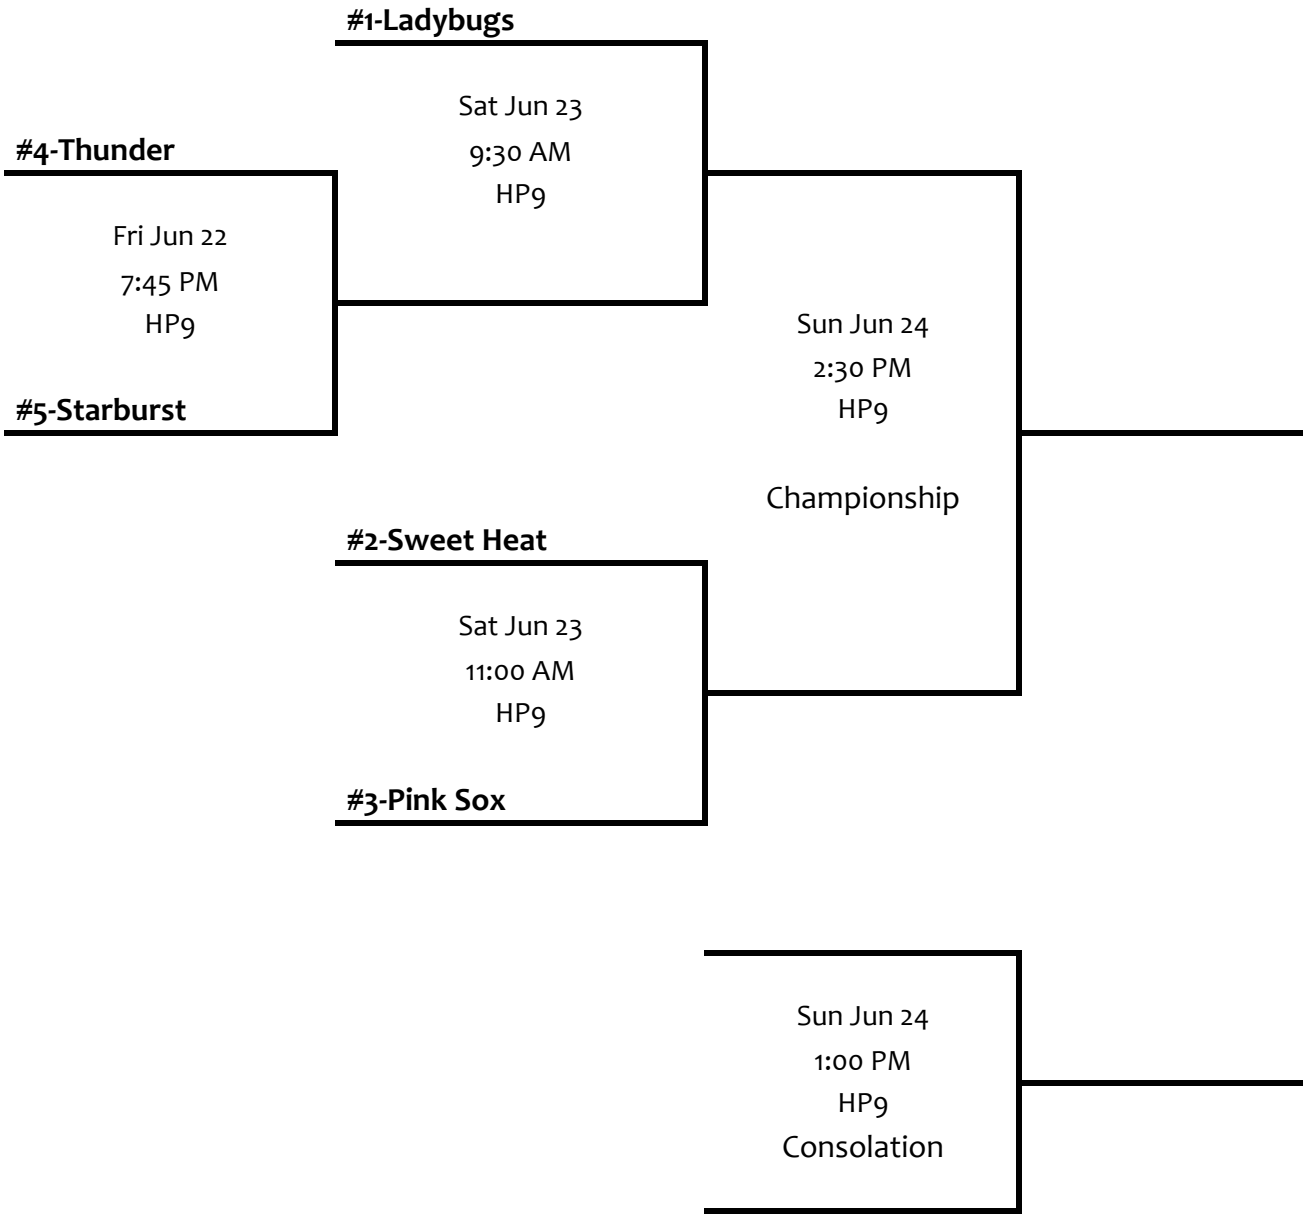 #1-Ladybugs
Sat Jun 23
9:30 AM
HP9
#4-Thunder
Fri Jun 22
7:45 PM
HP9
#5-Starburst
Sun Jun 24
2:30 PM
HP9
Championship
#2-Sweet Heat
Sat Jun 23
11:00 AM
HP9
#3-Pink Sox
Sun Jun 24
1:00 PM
HP9
Consolation